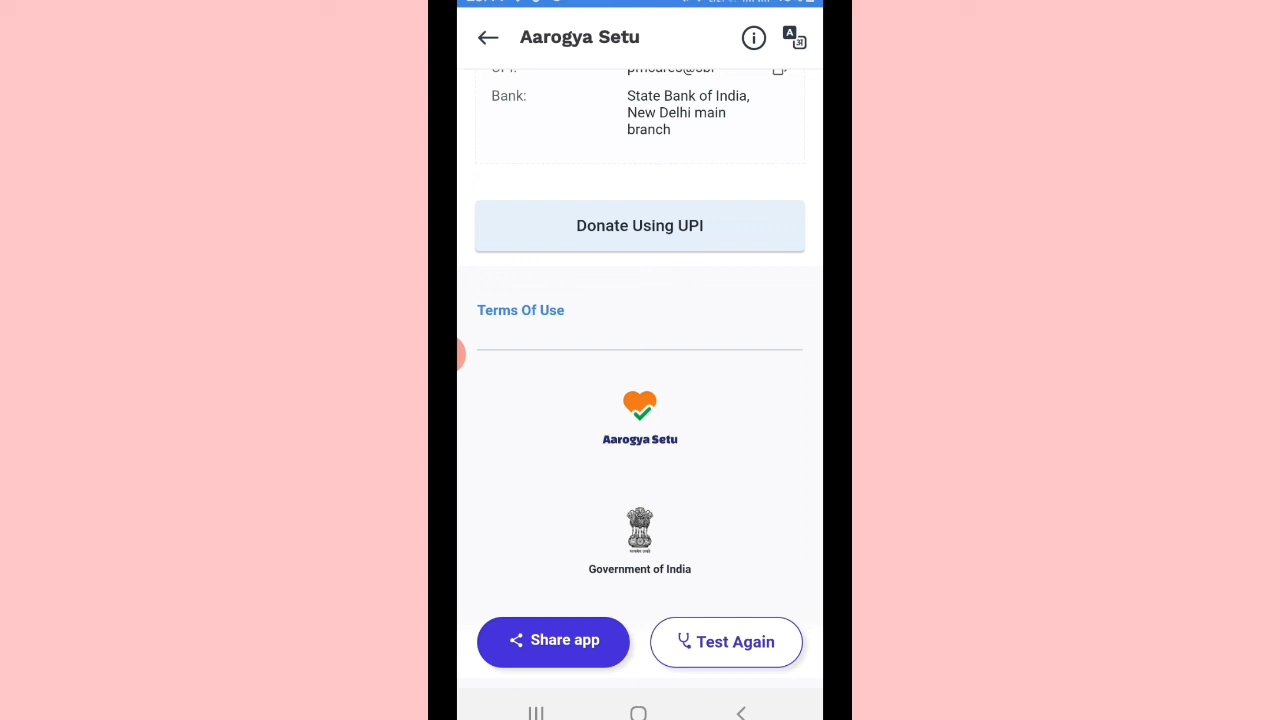 Aarogya Setu
Bank:
State Bank of India,
New Delhi main
branch
Donate Using UPI
Terms Of Use
Aarogya Setu
Government of India
Share app
Test Again